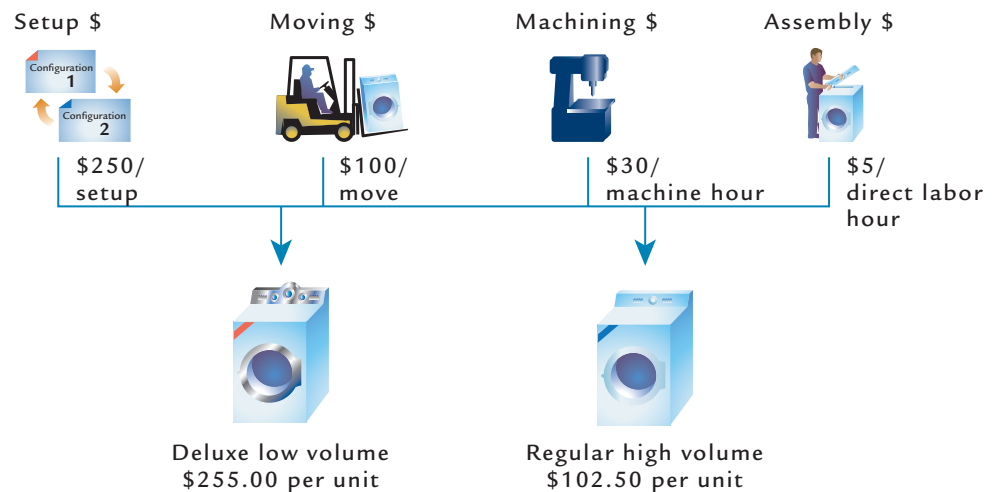 Setup $
Moving $
Machining $
Assembly $
Configuration
1
Configuration
2
$250/
setup
$100/
move
$30/
machine hour
$5/
direct labor
hour
Deluxe low volume
$255.00 per unit
Regular high volume
$102.50 per unit